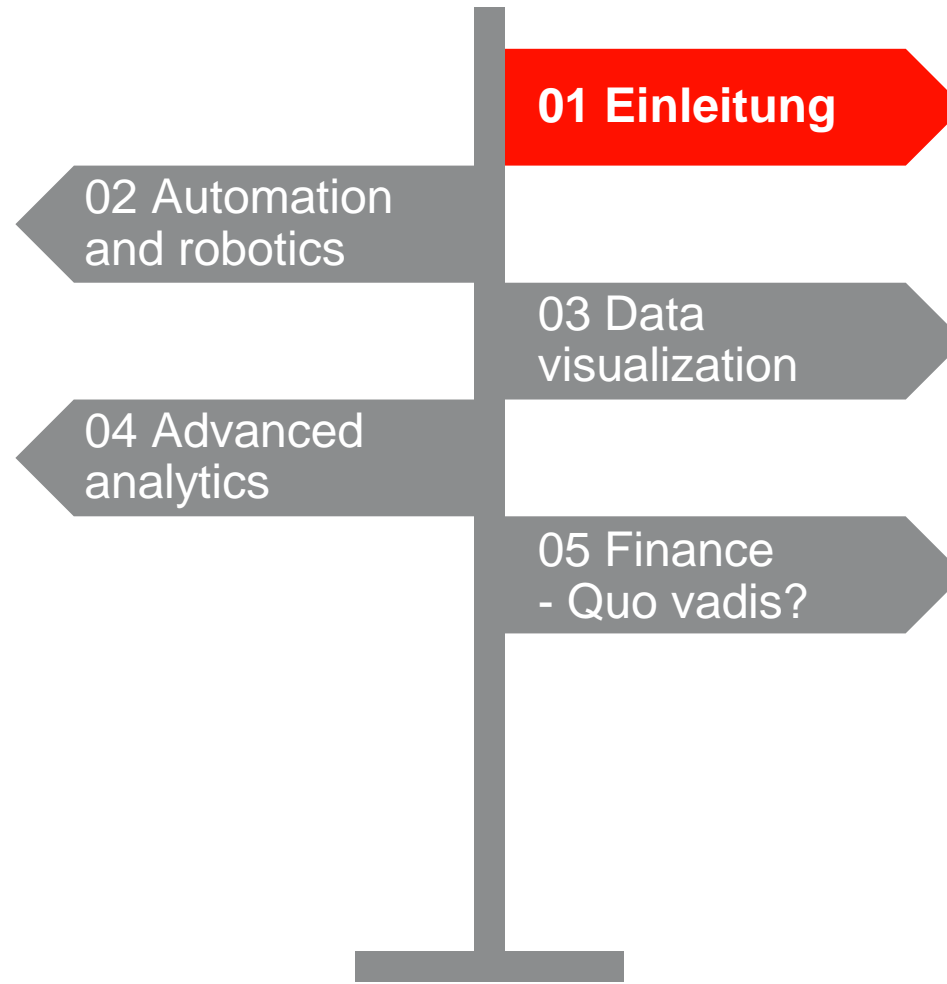 01 Einleitung
02 Automation
and robotics
03 Data
visualization
04 Advanced
analytics
05 Finance
- Quo vadis?